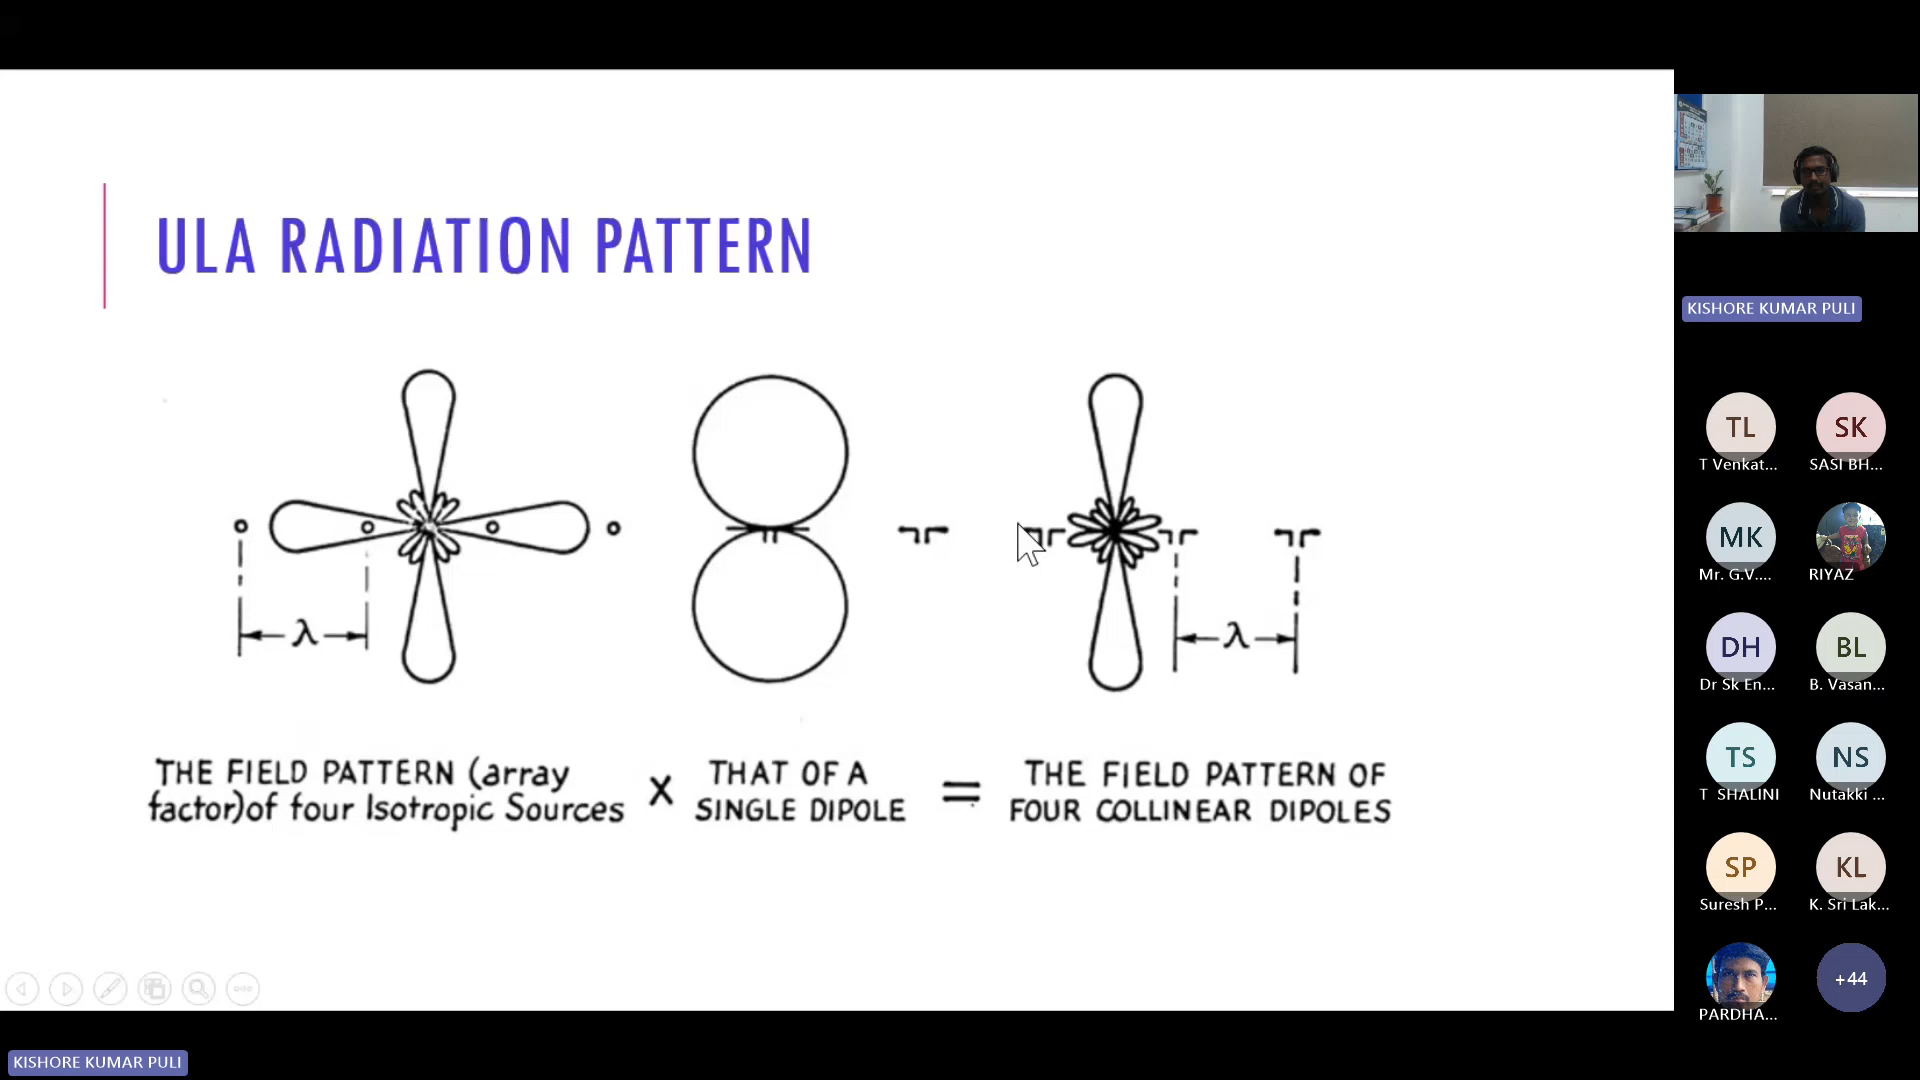 ULA RADIATION PATTERN
λ
λ
THE FIELD PATTERN (array
factor)of four Isotropic Sources
X
THAT OF A
SINGLE DIPOLE
=
THE FIELD PATTERN OF
FOUR COLLINEAR DIPOLES
KISHORE KUMAR PULI
TL
T Venkat...
SK
SASI BH...
MK
Mr. G.V....
RIYAZ
DH
Dr Sk En...
BL
B. Vasan...
TS
T SHALINI
NS
Nutakki ...
SP
Suresh P...
KL
K. Sri Lak...
PARDHA...
+44
KISHORE KUMAR PULI